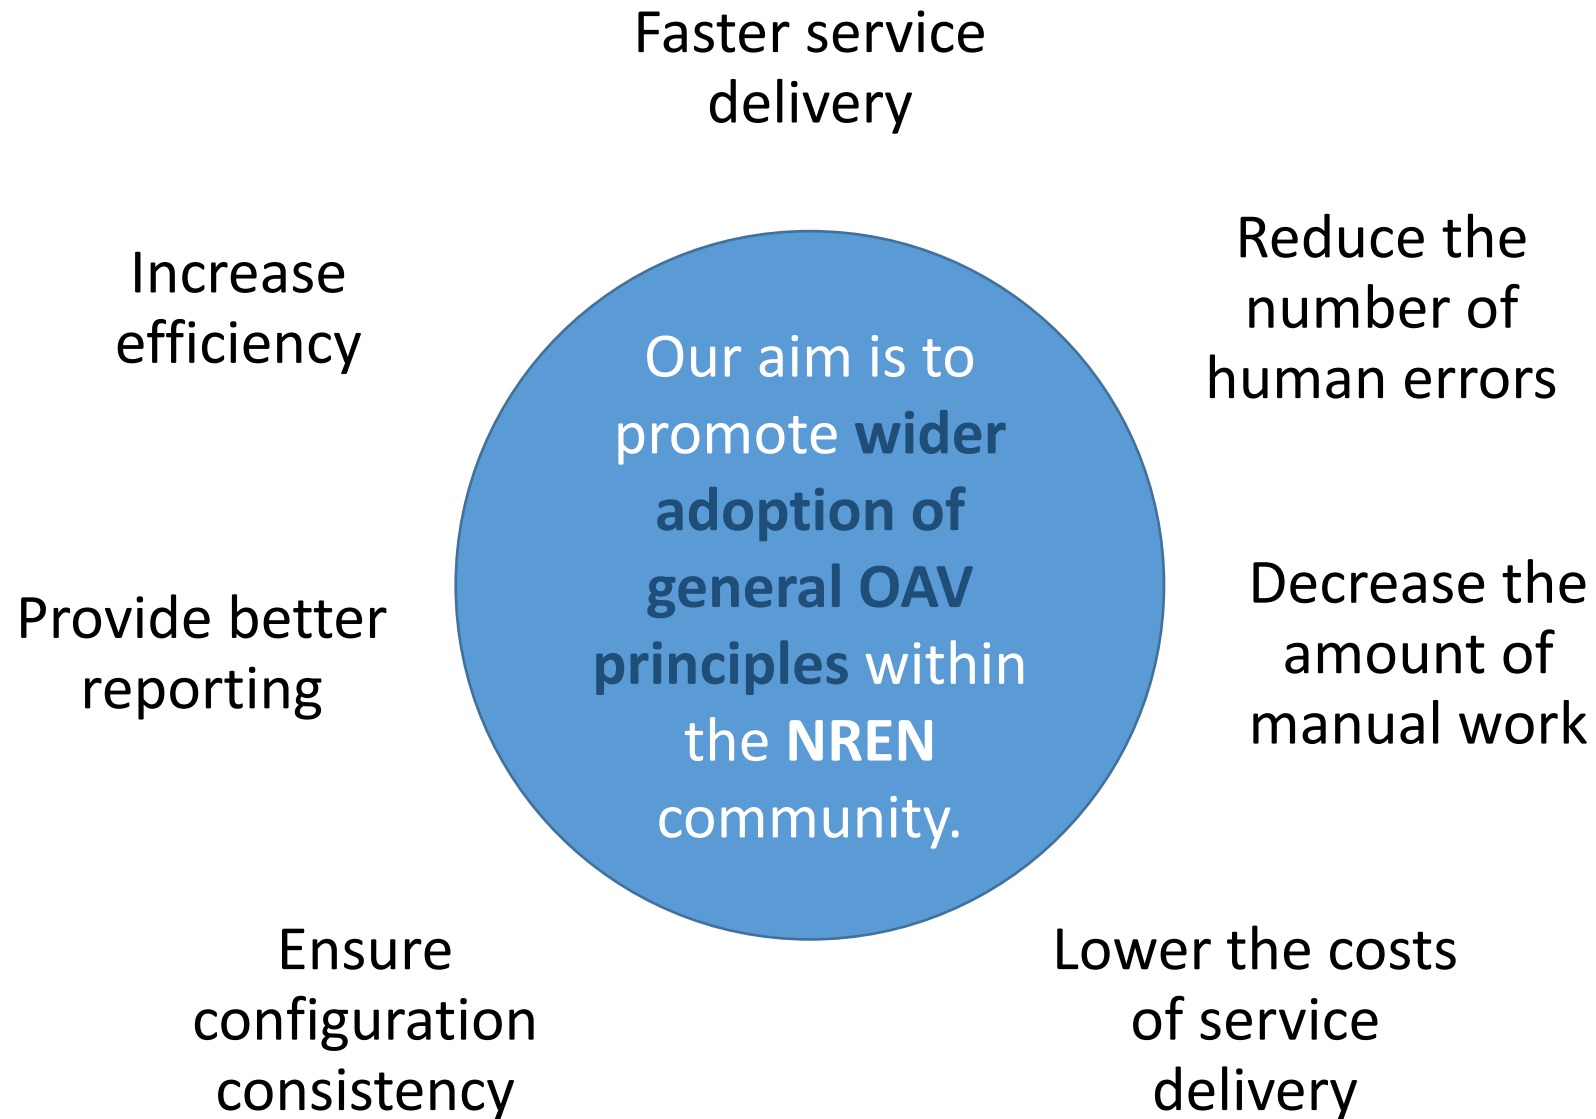 Faster service
delivery
Reduce the
number of
human errors
Decrease the
amount of
manual work
Lower the costs
of service
delivery
Ensure
configuration
consistency
Provide better
reporting
Increase
efficiency
Our aim is to
promote wider
adoption of
general OAV
principles within
the NREN
community.